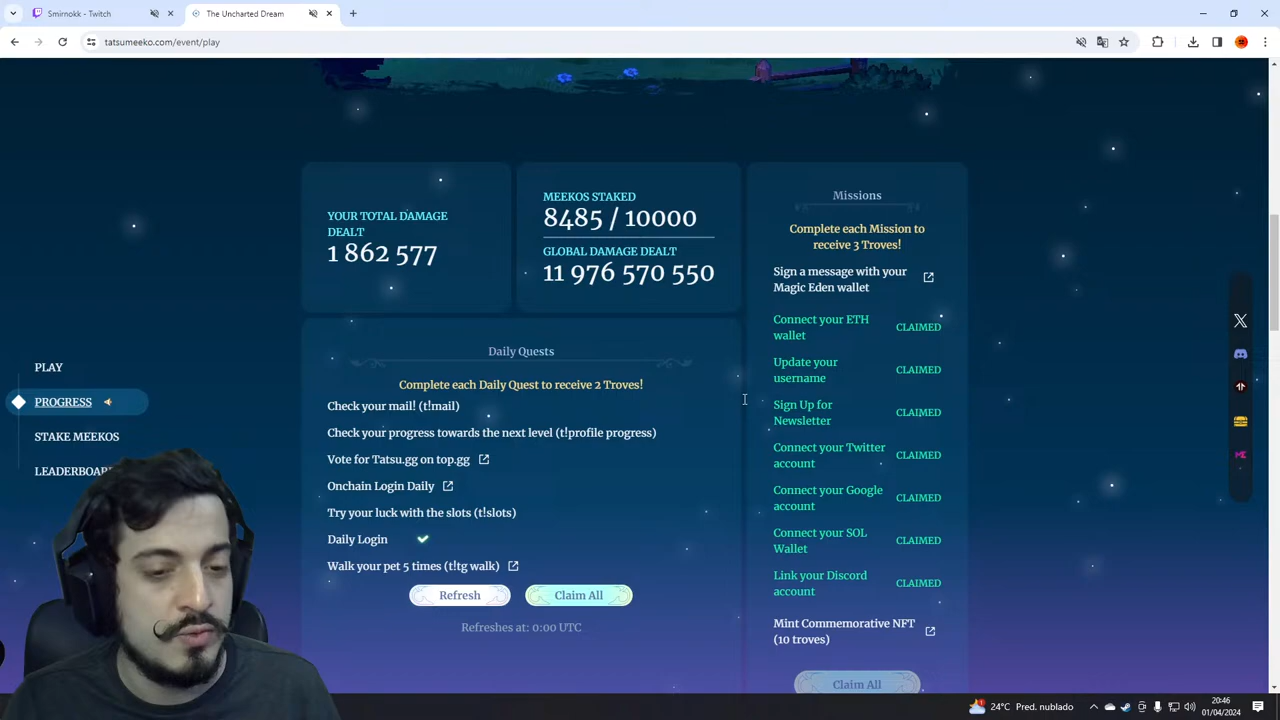 Smirnokk - Twitch
The Uncharted Dream
tatsumeeko.com/event/play
YOUR TOTAL DAMAGE
DEALT
1 862 577
MEEKOS STAKED
8485 / 10000
GLOBAL DAMAGE DEALT
11 976 570 550
Missions
Complete each Mission to
receive 3 Troves!
Sign a message with your
Magic Eden wallet
Connect your ETH
wallet
CLAIMED
Update your
username
CLAIMED
Sign Up for
Newsletter
CLAIMED
Connect your Twitter
account
CLAIMED
Connect your Google
account
CLAIMED
Connect your SOL
Wallet
CLAIMED
Link your Discord
account
CLAIMED
Mint Commemorative NFT
(10 troves)
Claim All
Daily Quests
Complete each Daily Quest to receive 2 Troves!
Check your mail! (t!mail)
Check your progress towards the next level (t!profile progress)
Vote for Tatsu.gg on top.gg
Onchain Login Daily
Try your luck with the slots (t!slots)
Daily Login
Walk your pet 5 times (t!tg walk)
Refresh
Claim All
Refreshes at: 0:00 UTC
PLAY
PROGRESS
STAKE MEEKOS
LEADERBOAR
24°C Pred. nublado
20:46
01/04/2024